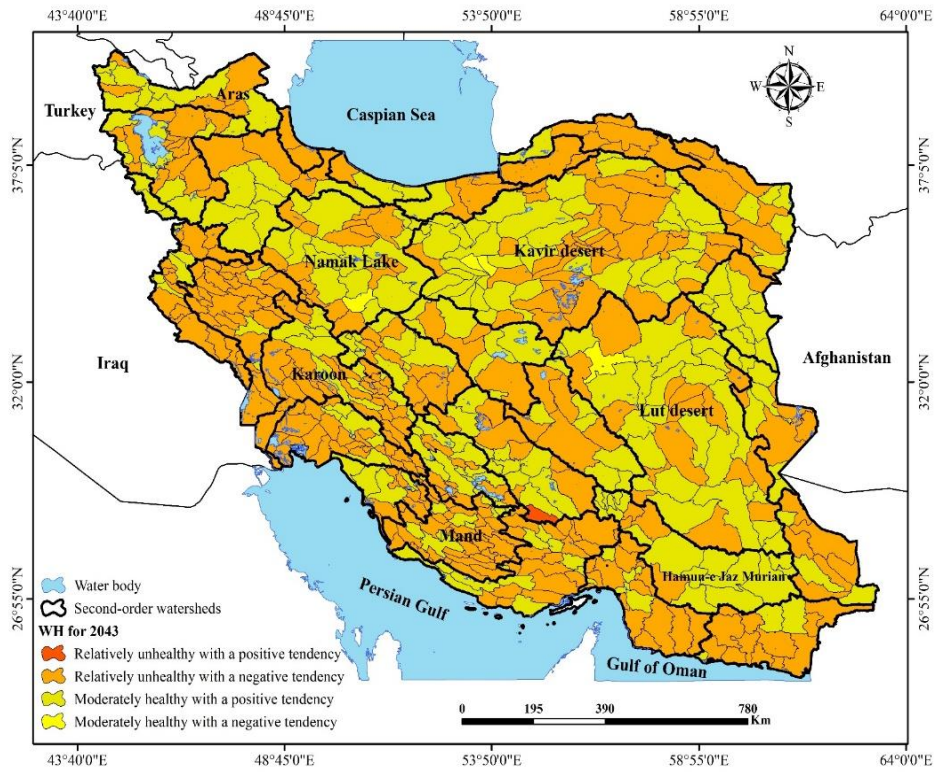 43°40'0"E 48°45'0"E 53°50'0"E 58°55'0"E 64°0'0"E
N
W E
S
Turkey
Aras
Caspian Sea
37°5'0"N
37°5'0"N
Namak Lake
Kavir desert
Iraq
Afghanistan
32°0'0"N
32°0'0"N
Karoon
Lut desert
Mand
Hamun-e Jaz Murian
26°55'0"N
26°55'0"N
Persian Gulf
Gulf of Oman
Water body
Second-order watersheds
WH for 2043
Relatively unhealthy with a positive tendency
Relatively unhealthy with a negative tendency
Moderately healthy with a positive tendency
Moderately healthy with a negative tendency
0 195 390 780
Km
43°40'0"E 48°45'0"E 53°50'0"E 58°55'0"E 64°0'0"E